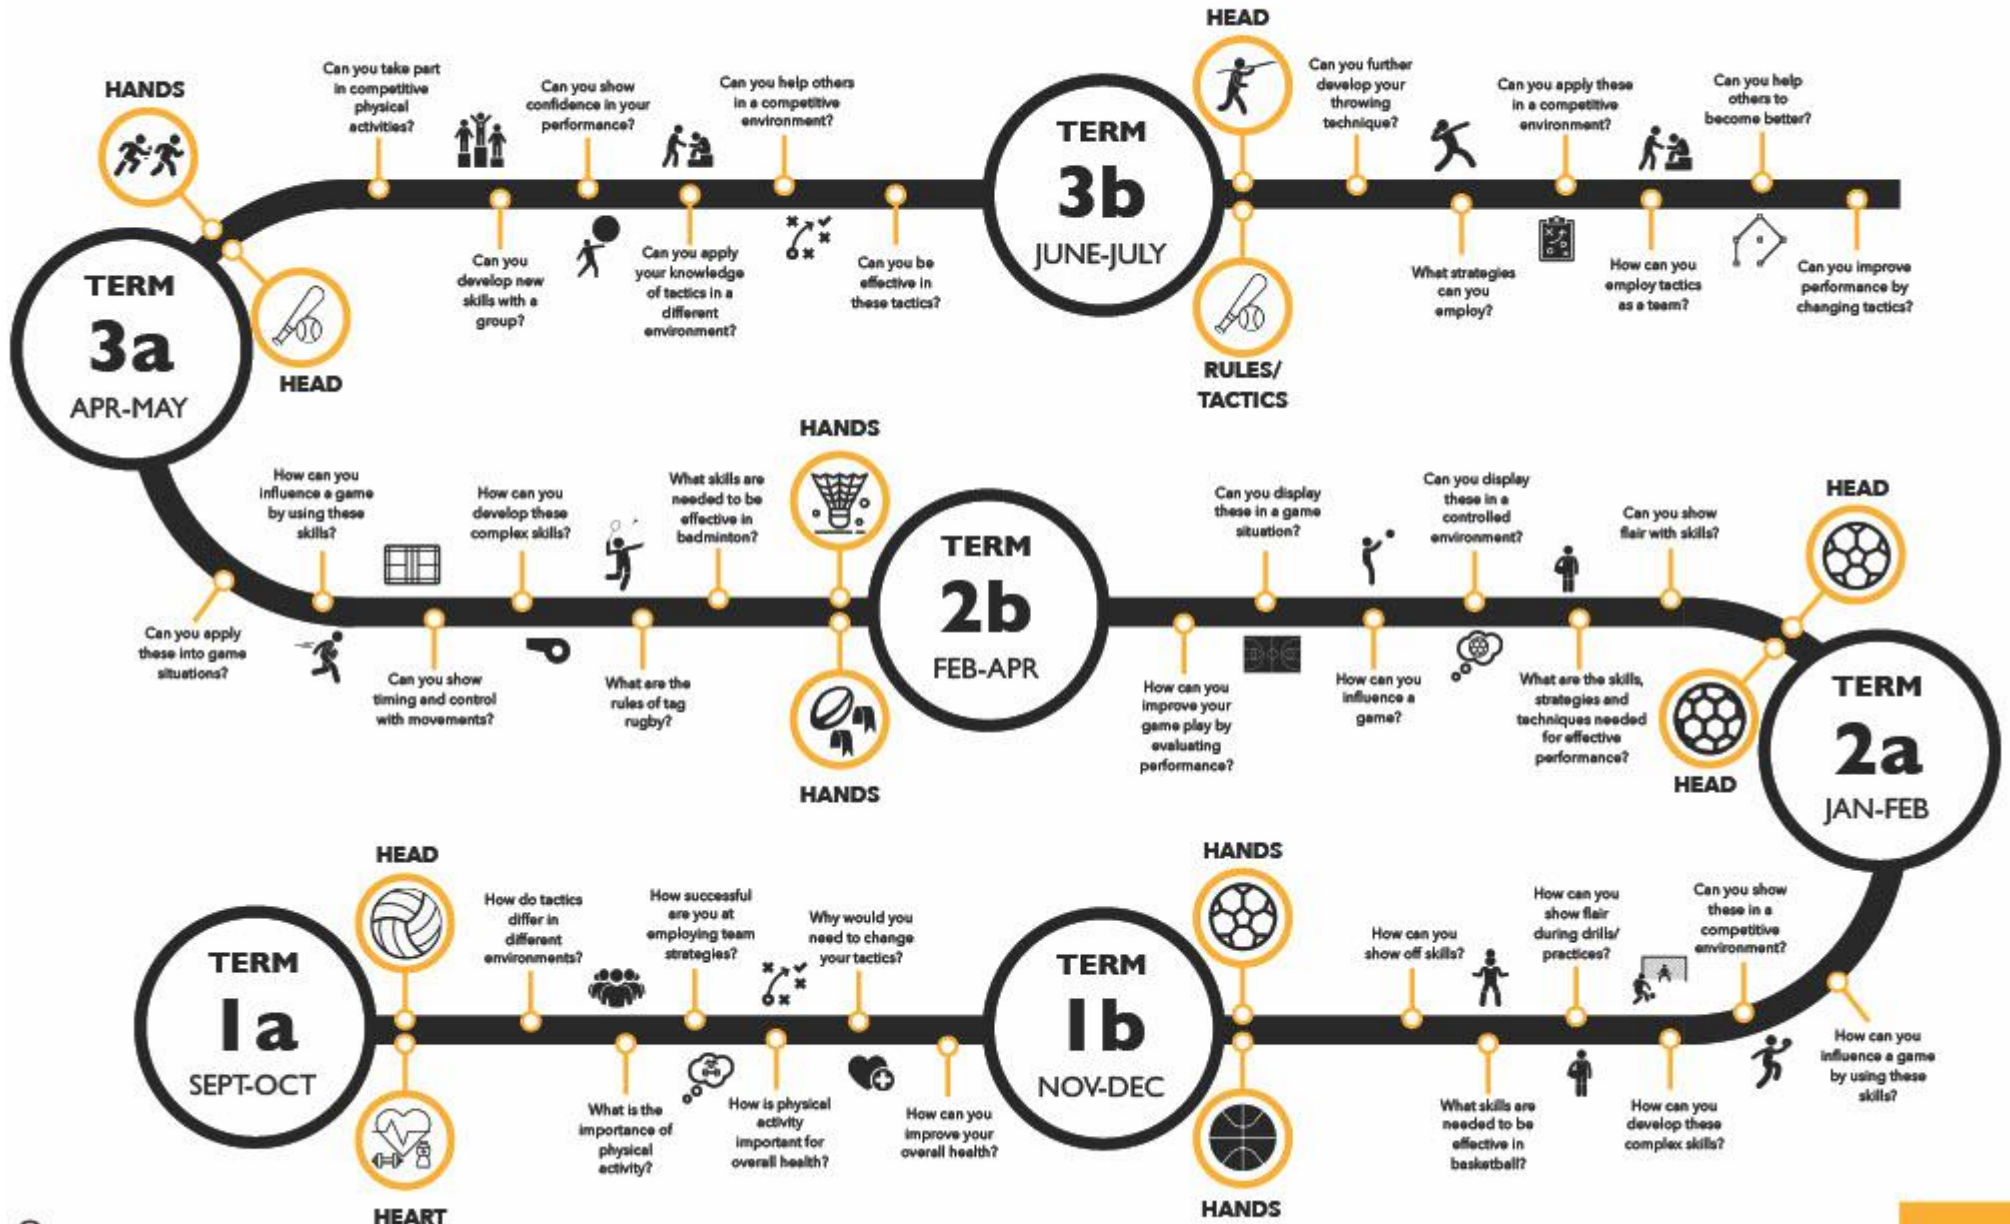 HEAD
HANDS
Can you take part
in competitive
physical
activities?
Can you show
confidence in your
performance?
Can you help others
in a competitive
environment?
TERM
3b
JUNE-JULY
Can you further
develop your
throwing
technique?
Can you apply these
in a competitive
environment?
Can you help
others to
become better?
TERM
3a
APR-MAY
HEAD
Can you
develop new
skills with a
group?
Can you apply
your knowledge
of tactics in a
different
environment?
Can you be
effective in
these tactics?
RULES/
TACTICS
What strategies
can you
employ?
How can you
employ tactics
as a team?
Can you improve
performance by
changing tactics?
How can you
influence a game
by using these
skills?
How can you
develop these
complex skills?
What skills are
needed to be
effective in
badminton?
HANDS
TERM
2b
FEB-APR
Can you display
these in a game
situation?
Can you display
these in a
controlled
environment?
Can you show
flair with skills?
HEAD
Can you apply
these into game
situations?
Can you show
timing and control
with movements?
What are the
rules of tag
rugby?
HANDS
How can you
improve your
game play by
evaluating
performance?
How can you
influence a
game?
What are the skills,
strategies and
techniques needed
for effective
performance?
HEAD
TERM
2a
JAN-FEB
TERM
1a
SEPT-OCT
HEAD
How do tactics
differ in
different
environments?
How successful
are you at
employing team
strategies?
Why would you
need to change
your tactics?
TERM
1b
NOV-DEC
HANDS
How can you
show off skills?
How can you
show flair
during drills/
practices?
Can you show
these in a
competitive
environment?
HEART
What is the
importance of
physical
activity?
How is physical
activity
important for
overall health?
How can you
improve your
overall health?
HANDS
What skills are
needed to be
effective in
basketball?
How can you
develop these
complex skills?
How can you
influence a game
by using these
skills?